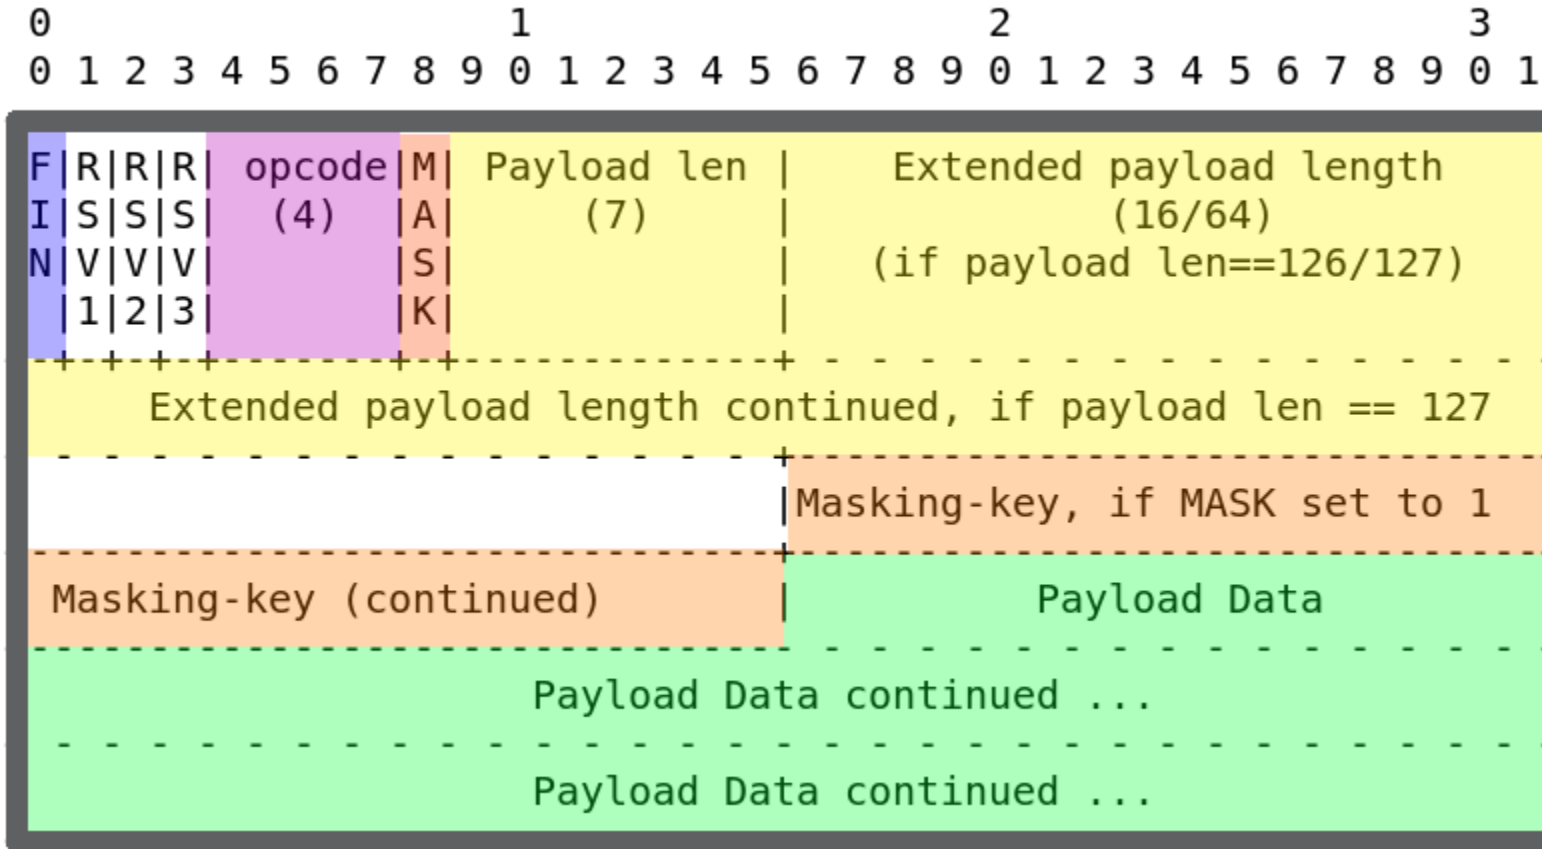 0                   1                   2                   3
0 1 2 3 4 5 6 7 8 9 0 1 2 3 4 5 6 7 8 9 0 1 2 3 4 5 6 7 8 9 0 1
F|R|R|R| opcode|M| Payload len | Extended payload length
I|S|S|S| (4) |A| (7) | (16/64)
N|V|V|V| |S| | (if payload len==126/127)
|1|2|3| |K| |
-+-+-+-+-------+-+-------------+- - - - - - - - - - - - - - - -
Extended payload length continued, if payload len == 127
- - - - - - - - - - - - - - - +-------------------------------
|Masking-key, if MASK set to 1
-------------------------------+-------------------------------
Masking-key (continued) | Payload Data
-------------------------------- - - - - - - - - - - - - - - -
Payload Data continued ...
- - - - - - - - - - - - - - - - - - - - - - - - - - - - - - -
Payload Data continued ...